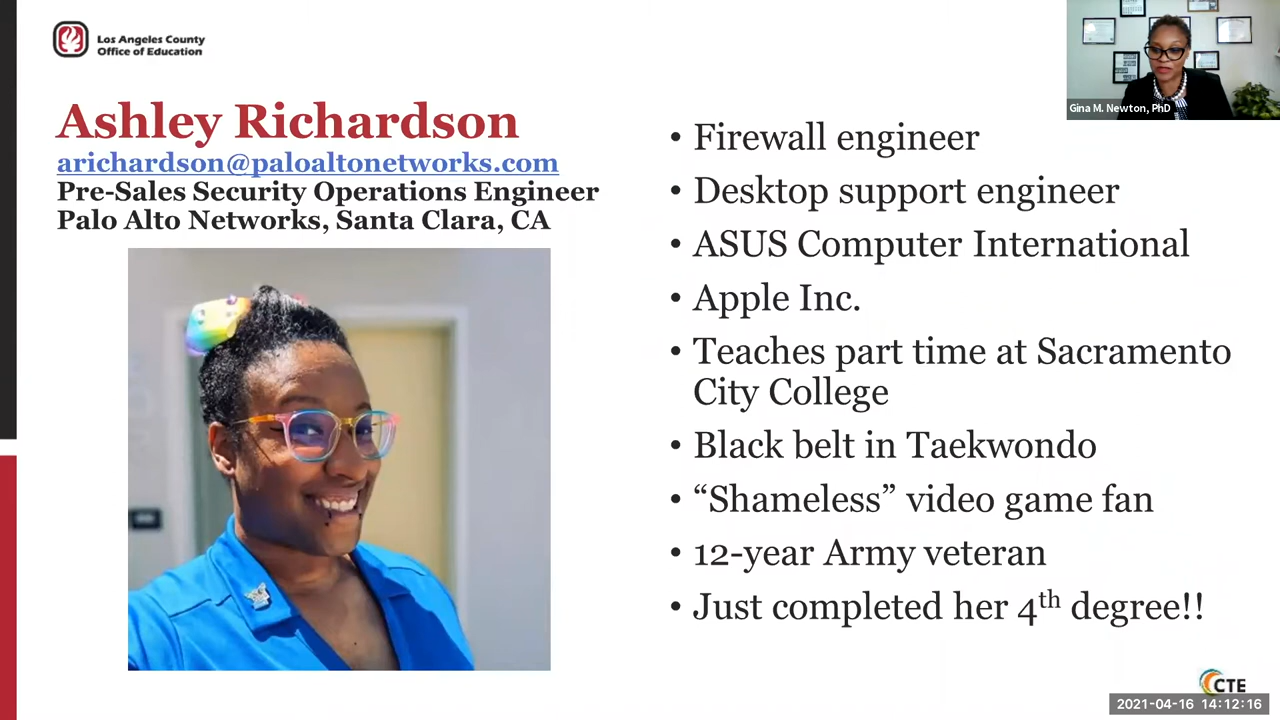 Los Angeles County
Office of Education
Gina M. Newton, PhD
Ashley Richardson
arichardson@paloaltonetworks.com
Pre-Sales Security Operations Engineer
Palo Alto Networks, Santa Clara, CA
• Firewall engineer
• Desktop support engineer
• ASUS Computer International
• Apple Inc.
• Teaches part time at Sacramento
City College
• Black belt in Taekwondo
• “Shameless” video game fan
• 12-year Army veteran
• Just completed her 4th degree!!
CTE
2021-04-16 14:12:16